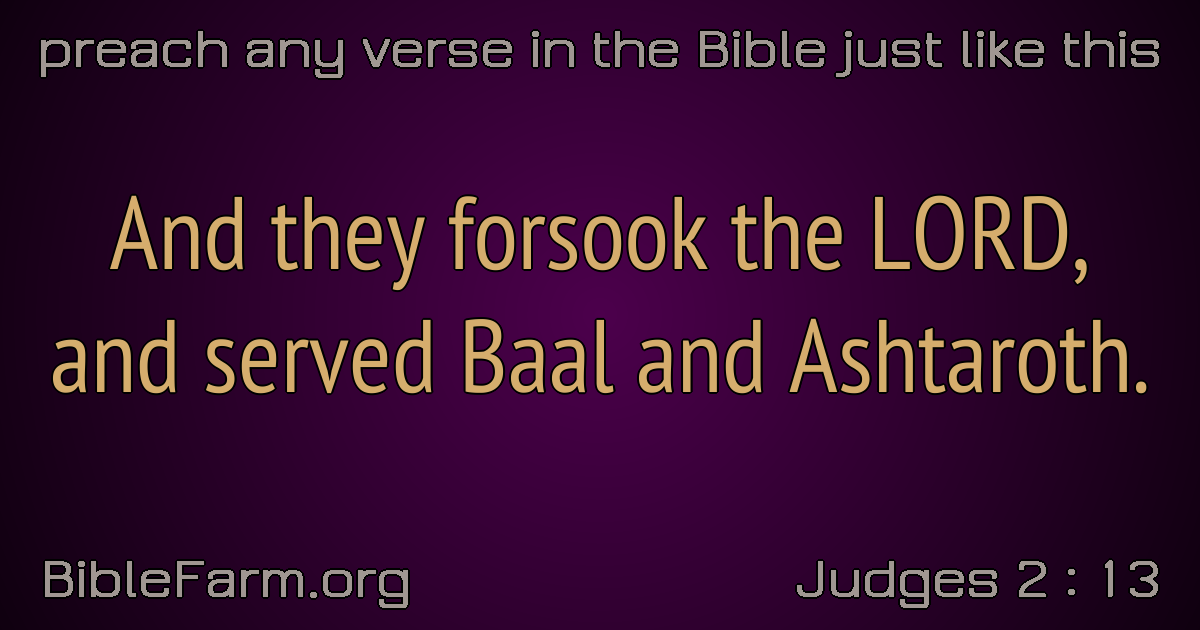 preach any verse in the Bible just like this
And they forsook the LORD,
and served Baal and Ashtaroth.
BibleFarm.org
Judges 2 : 13